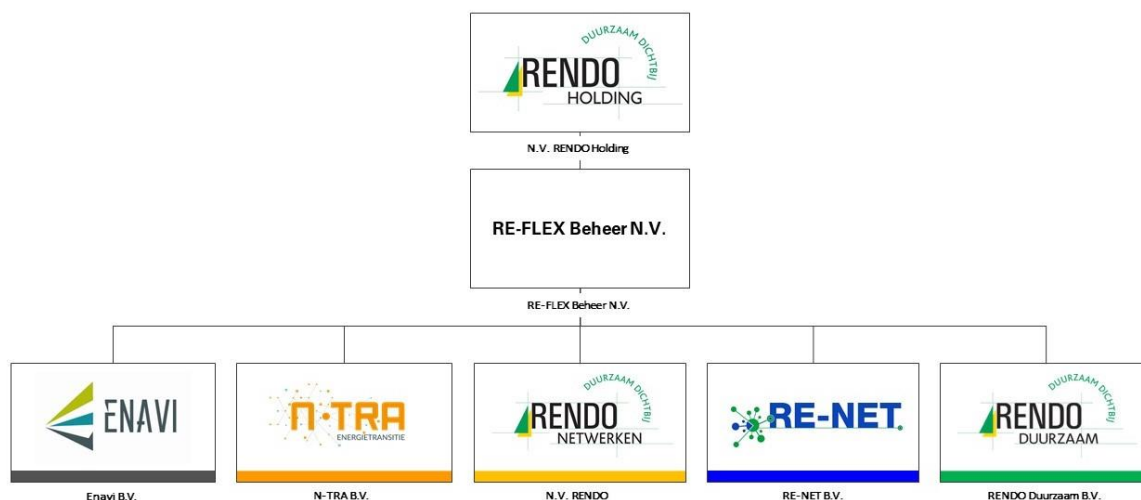 DUURZAAM DICHTBIJ
RENDO
HOLDING
N.V. RENDO Holding
RE-FLEX Beheer N.V.
RE-FLEX Beheer N.V.
ENAVI
N-TRA
ENERGIETRANSITIE
DUURZAAM DICHTBIJ
RENDO
NETWERKEN
RE-NET
DUURZAAM DICHTBIJ
RENDO
DUURZAAM
Enavi B.V.
N-TRA B.V.
N.V. RENDO
RE-NET B.V.
RENDO Duurzaam B.V.